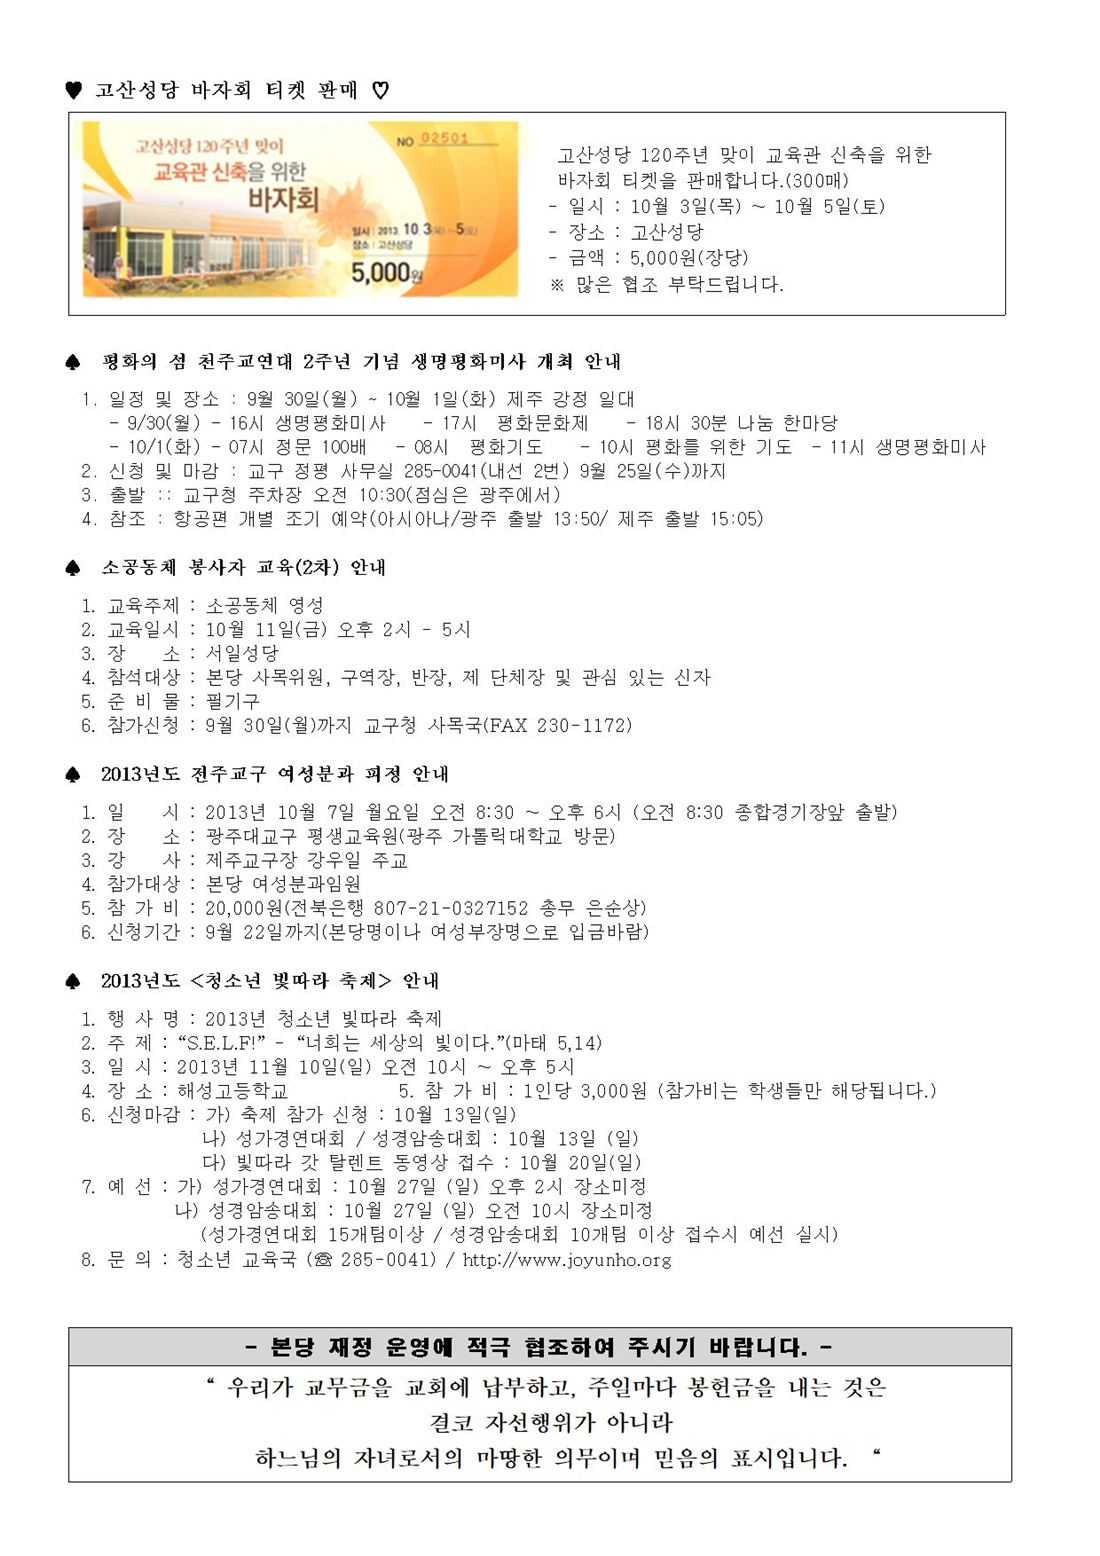 ♥ 고산성당 바자회 티켓 판매 ♡
고산성당 120주년 맞이
교육관 신축을 위한
바자회
NO 02501
일시 | 2013. 10. 3(목) ~ 5(토)
장소 | 고산성당
5,000원
고산성당 120주년 맞이 교육관 신축을 위한
바자회 티켓을 판매합니다.(300매)
- 일시 : 10월 3일(목) ~ 10월 5일(토)
- 장소 : 고산성당
- 금액 : 5,000원(장당)
※ 많은 협조 부탁드립니다.
♠ 평화의 섬 천주교연대 2주년 기념 생명평화미사 개최 안내
1. 일정 및 장소 : 9월 30일(월) ~ 10월 1일(화) 제주 강정 일대
- 9/30(월) - 16시 생명평화미사 - 17시 평화문화제 - 18시 30분 나눔 한마당
- 10/1(화) - 07시 정문 100배 - 08시 평화기도 - 10시 평화를 위한 기도 - 11시 생명평화미사
2. 신청 및 마감 : 교구 정평 사무실 285-0041(내선 2번) 9월 25일(수)까지
3. 출발 :: 교구청 주차장 오전 10:30(점심은 광주에서)
4. 참조 : 항공편 개별 조기 예약(아시아나/광주 출발 13:50/ 제주 출발 15:05)
♠ 소공동체 봉사자 교육(2차) 안내
1. 교육주제 : 소공동체 영성
2. 교육일시 : 10월 11일(금) 오후 2시 - 5시
3. 장 소 : 서일성당
4. 참석대상 : 본당 사목위원, 구역장, 반장, 제 단체장 및 관심 있는 신자
5. 준 비 물 : 필기구
6. 참가신청 : 9월 30일(월)까지 교구청 사목국(FAX 230-1172)
♠ 2013년도 전주교구 여성분과 피정 안내
1. 일 시 : 2013년 10월 7일 월요일 오전 8:30 ~ 오후 6시 (오전 8:30 종합경기장앞 출발)
2. 장 소 : 광주대교구 평생교육원(광주 가톨릭대학교 방문)
3. 강 사 : 제주교구장 강우일 주교
4. 참가대상 : 본당 여성분과임원
5. 참 가 비 : 20,000원(전북은행 807-21-0327152 총무 은순상)
6. 신청기간 : 9월 22일까지(본당명이나 여성부장명으로 입금바람)
♠ 2013년도 <청소년 빛따라 축제> 안내
1. 행 사 명 : 2013년 청소년 빛따라 축제
2. 주 제 : “S.E.L.F!” - “너희는 세상의 빛이다.”(마태 5,14)
3. 일 시 : 2013년 11월 10일(일) 오전 10시 ~ 오후 5시
4. 장 소 : 해성고등학교 5. 참 가 비 : 1인당 3,000원 (참가비는 학생들만 해당됩니다.)
6. 신청마감 : 가) 축제 참가 신청 : 10월 13일(일)
나) 성가경연대회 / 성경암송대회 : 10월 13일 (일)
다) 빛따라 갓 탈렌트 동영상 접수 : 10월 20일(일)
7. 예 선 : 가) 성가경연대회 : 10월 27일 (일) 오후 2시 장소미정
나) 성경암송대회 : 10월 27일 (일) 오전 10시 장소미정
(성가경연대회 15개팀이상 / 성경암송대회 10개팀 이상 접수시 예선 실시)
8. 문 의 : 청소년 교육국 (☎ 285-0041) / http://www.joyunho.org
- 본당 재정 운영에 적극 협조하여 주시기 바랍니다. -
“ 우리가 교무금을 교회에 납부하고, 주일마다 봉헌금을 내는 것은
결코 자선행위가 아니라
하느님의 자녀로서의 마땅한 의무이며 믿음의 표시입니다. “